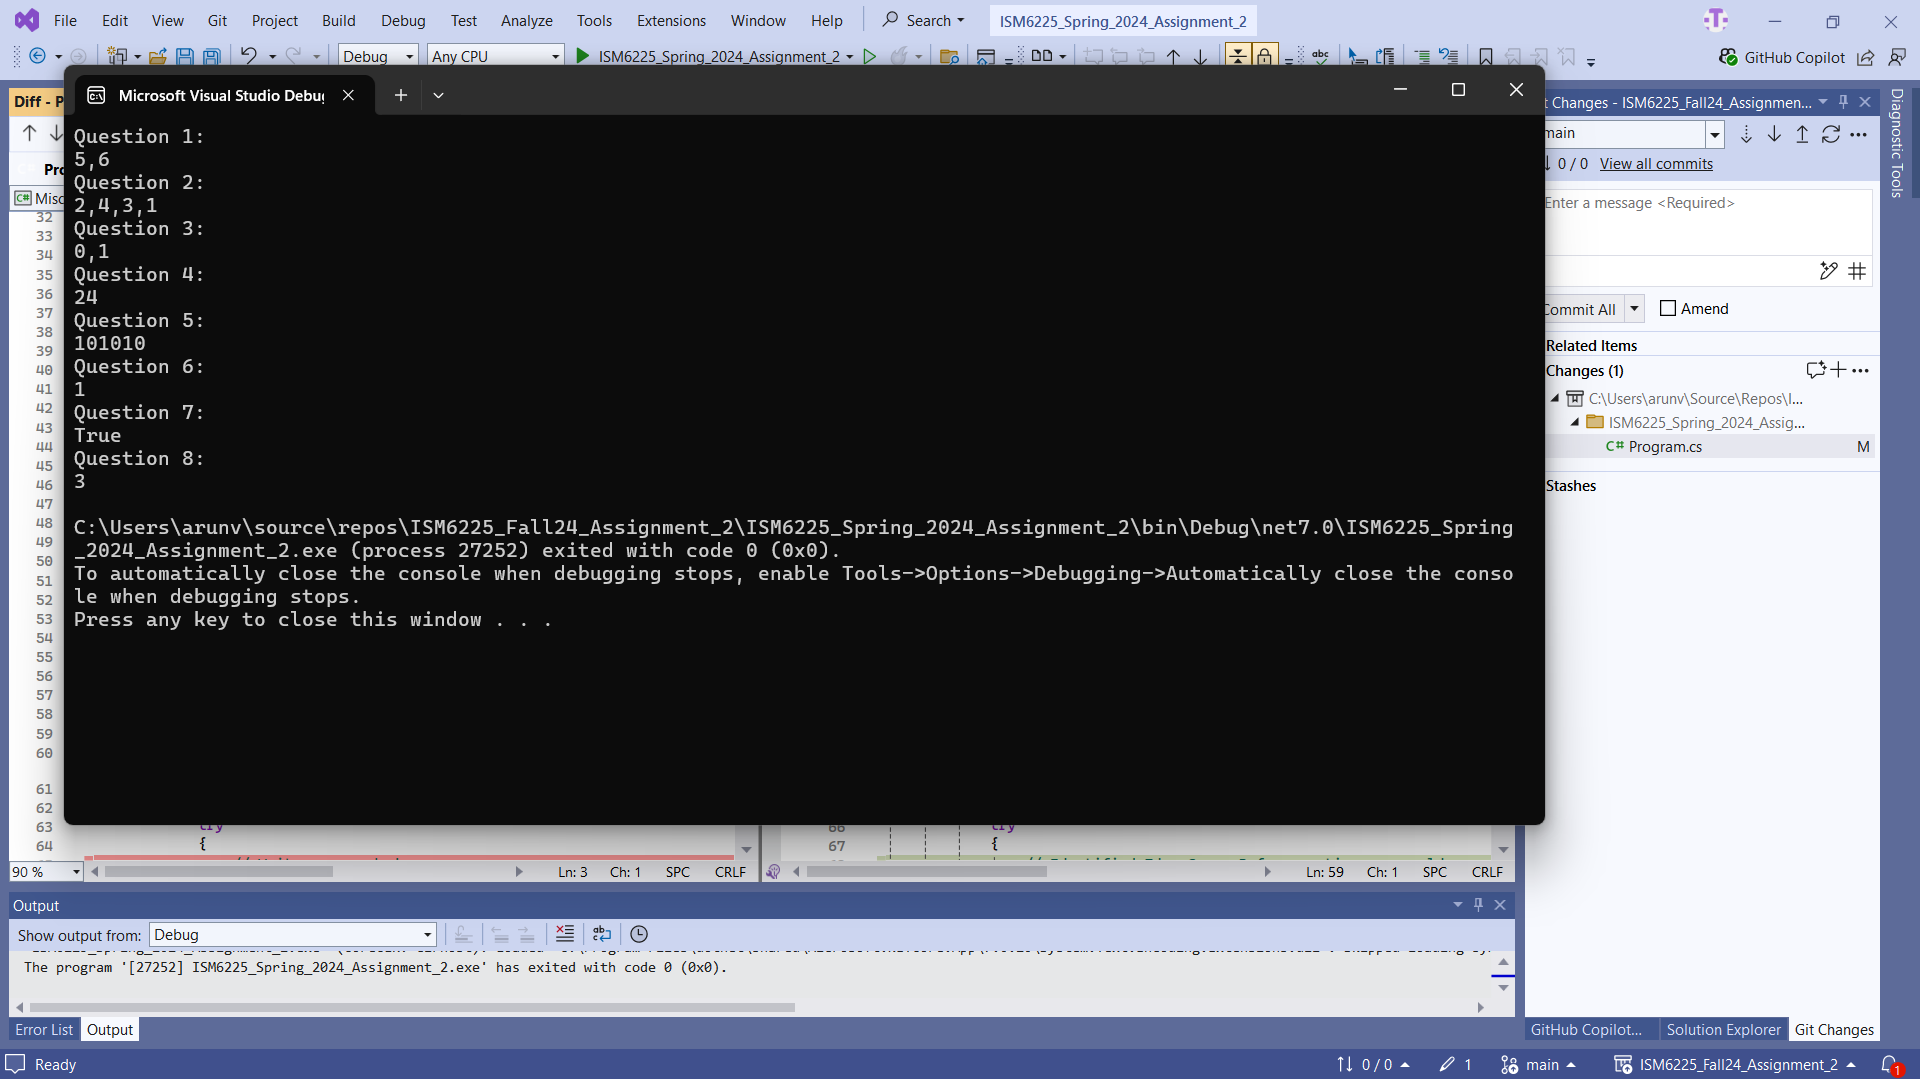 File Edit View Git Project Build Debug Test Analyze Tools Extensions Window Help Search ISM6225_Spring_2024_Assignment_2
Debug Any CPU ISM6225_Spring_2024_Assignment_2 GitHub Copilot
Diff - P
Microsoft Visual Studio Debu
Changes - ISM6225_Fall24_Assignmen...
main
0 / 0 View all commits
Enter a message <Required>
Commit All Amend
Related Items
Changes (1)
C:\Users\arunv\Source\Repos\I...
ISM6225_Spring_2024_Assig...
C# Program.cs M
Stashes
Diagnostic Tools
Pro
C# Misc
32
33
34
35
36
37
38
39
40
41
42
43
44
45
46
47
48
49
50
51
52
53
54
55
56
57
58
59
60
61
62
63
64
Question 1:
5,6
Question 2:
2,4,3,1
Question 3:
0,1
Question 4:
24
Question 5:
101010
Question 6:
1
Question 7:
True
Question 8:
3
C:\Users\arunv\source\repos\ISM6225_Fall24_Assignment_2\ISM6225_Spring_2024_Assignment_2\bin\Debug\net7.0\ISM6225_Spring
_2024_Assignment_2.exe (process 27252) exited with code 0 (0x0).
To automatically close the console when debugging stops, enable Tools->Options->Debugging->Automatically close the conso
le when debugging stops.
Press any key to close this window . . .
try 66 try
{ 67 {
90 % Ln: 3 Ch: 1 SPC CRLF Ln: 59 Ch: 1 SPC CRLF
Output
Show output from: Debug
The program '[27252] ISM6225_Spring_2024_Assignment_2.exe' has exited with code 0 (0x0).
Error List Output
GitHub Copilot... Solution Explorer Git Changes
Ready 0 / 0 1 main ISM6225_Fall24_Assignment_2 1